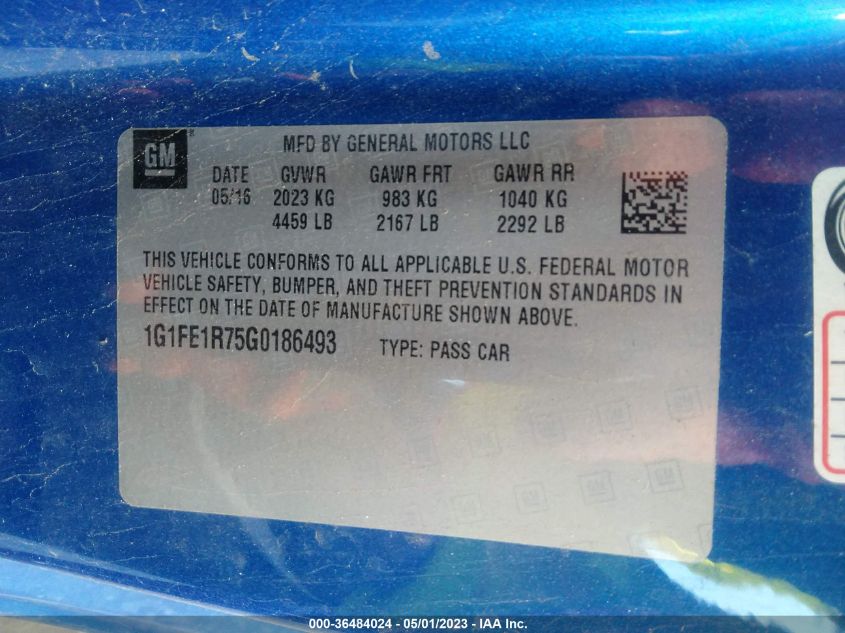 GM ® MFD BY GENERAL MOTORS LLC
DATE GVWR GAWR FRT GAWR RR
05/16 2023 KG 983 KG 1040 KG
4459 LB 2167 LB 2292 LB
THIS VEHICLE CONFORMS TO ALL APPLICABLE U.S. FEDERAL MOTOR
VEHICLE SAFETY, BUMPER, AND THEFT PREVENTION STANDARDS IN
EFFECT ON THE DATE OF MANUFACTURE SHOWN ABOVE.
1G1FE1R75G0186493 TYPE: PASS CAR
000-36484024 - 05/01/2023 - IAA Inc.